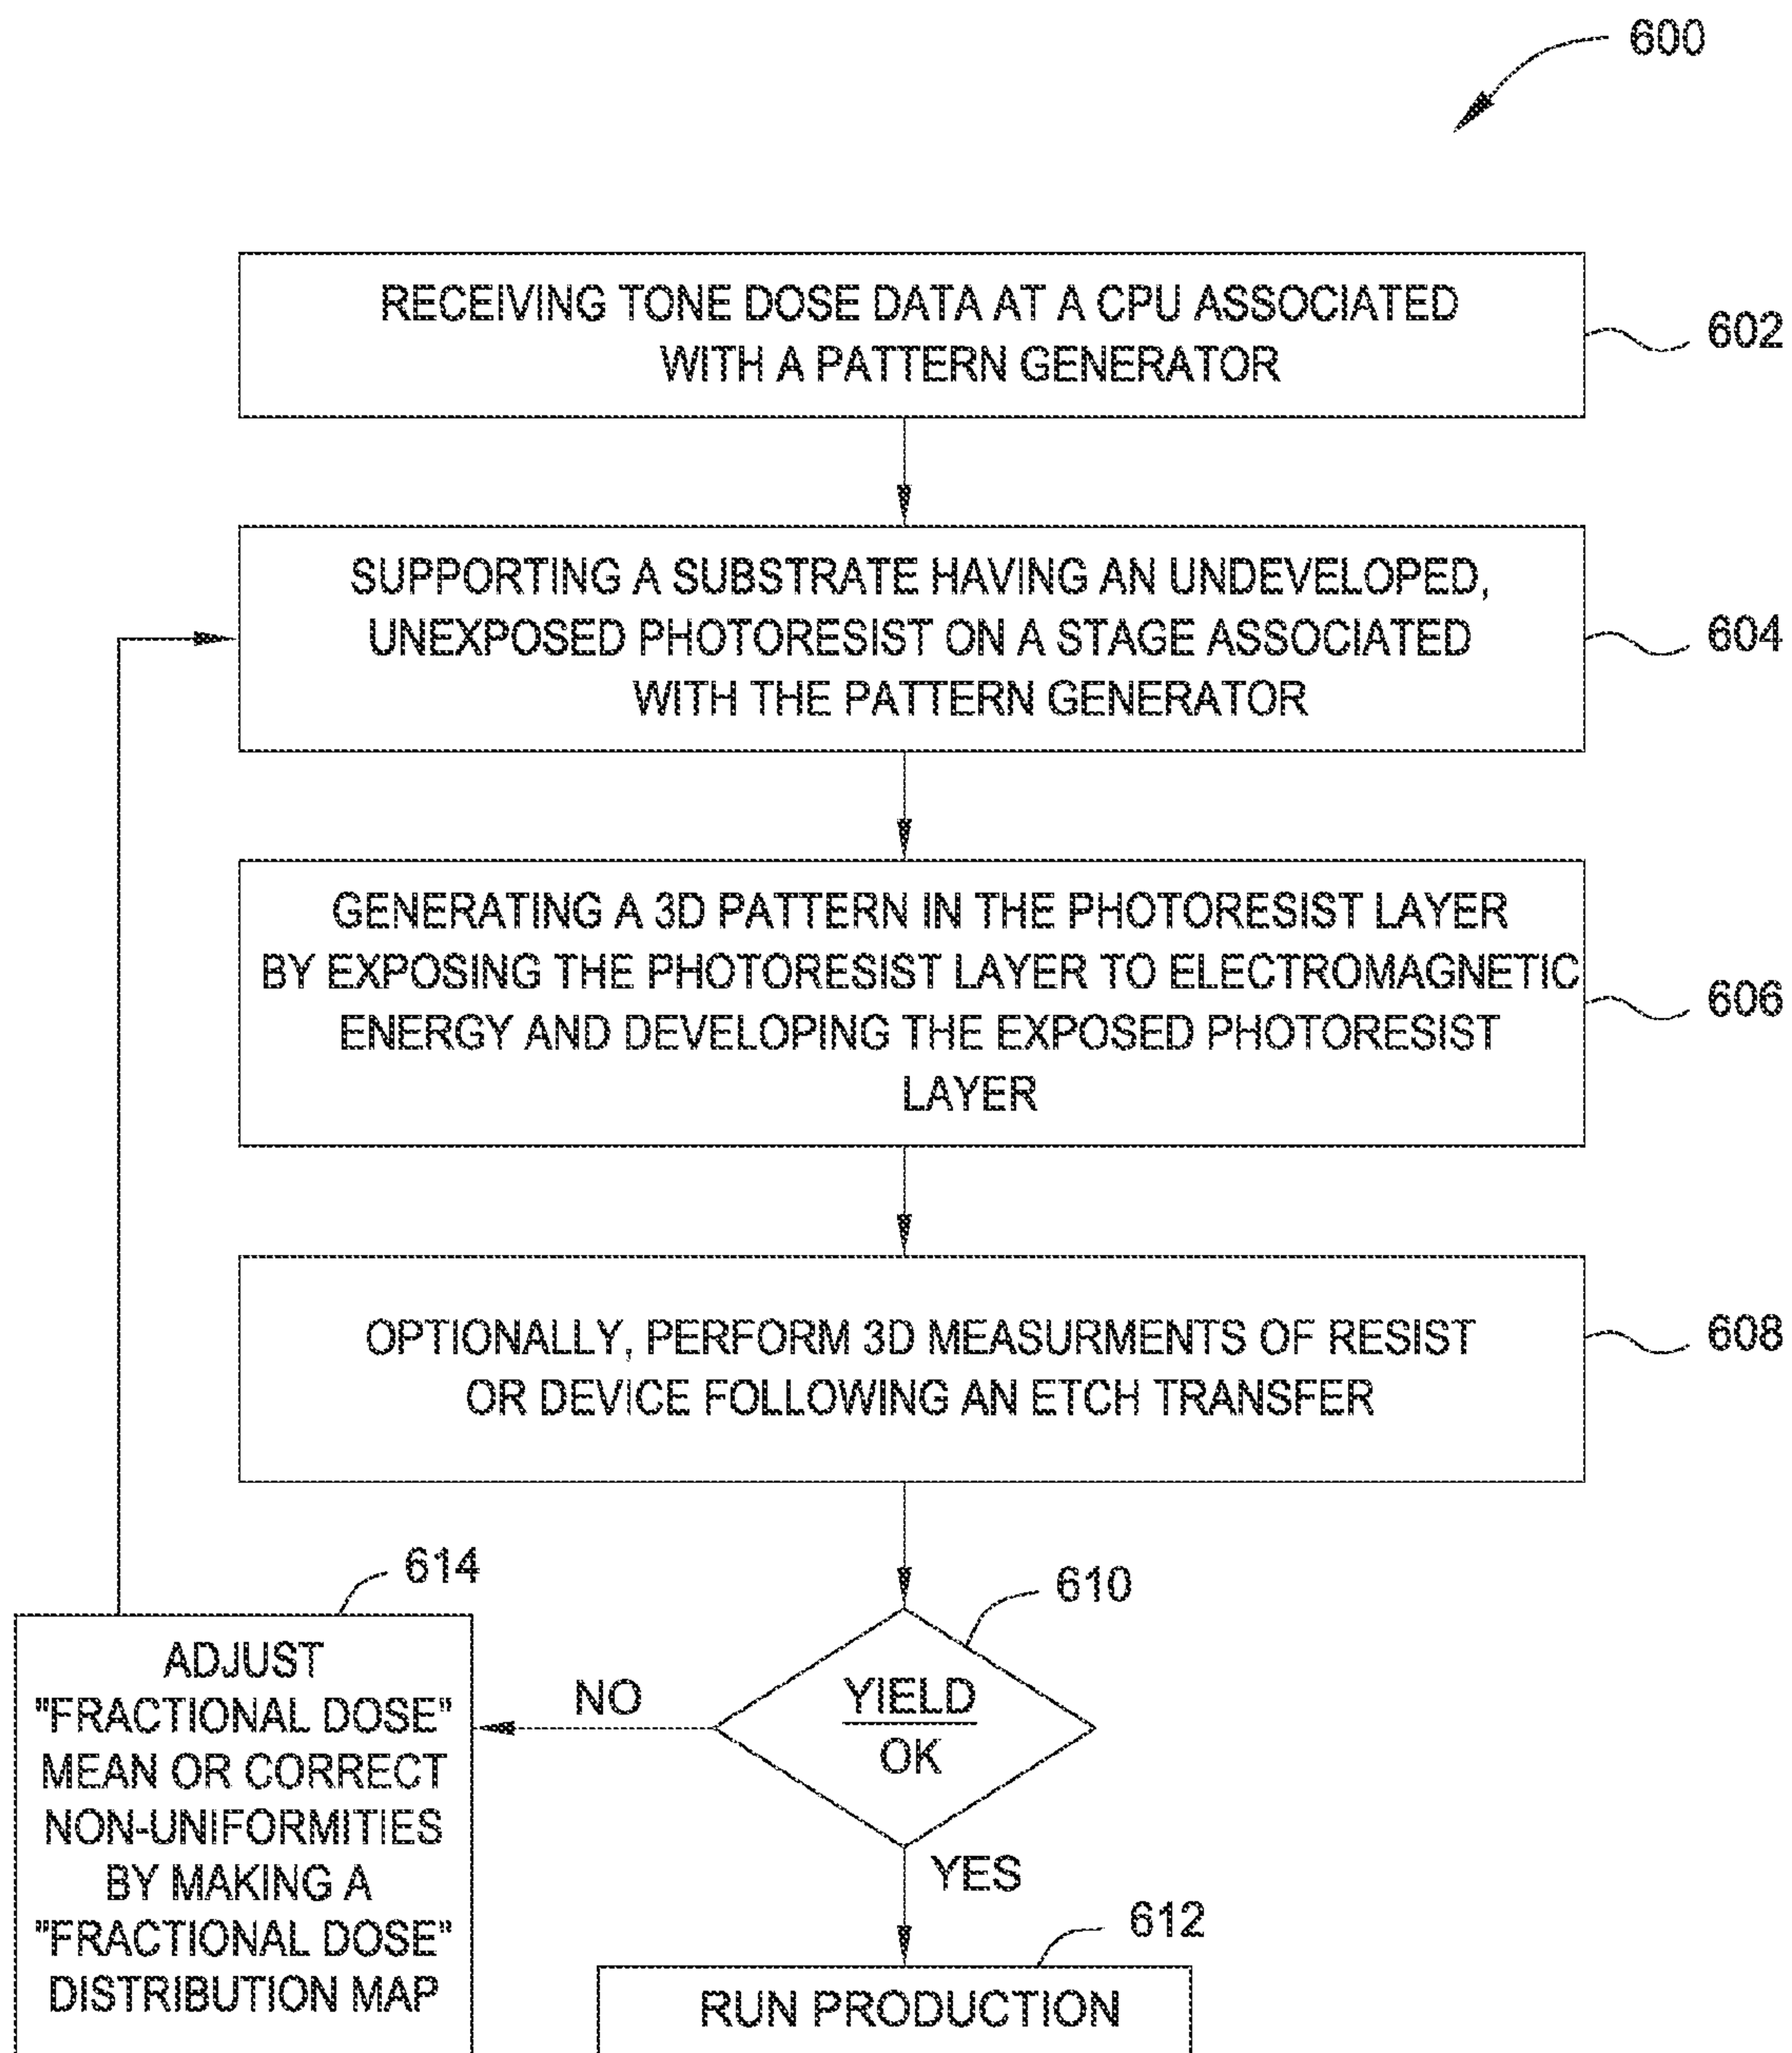 600
RECEIVING TONE DOSE DATA AT A CPU ASSOCIATED
WITH A PATTERN GENERATOR
602
SUPPORTING A SUBSTRATE HAVING AN UNDEVELOPED,
UNEXPOSED PHOTORESIST ON A STAGE ASSOCIATED
WITH THE PATTERN GENERATOR
604
GENERATING A 3D PATTERN IN THE PHOTORESIST LAYER
BY EXPOSING THE PHOTORESIST LAYER TO ELECTROMAGNETIC
ENERGY AND DEVELOPING THE EXPOSED PHOTORESIST
LAYER
606
OPTIONALLY, PERFORM 3D MEASURMENTS OF RESIST
OR DEVICE FOLLOWING AN ETCH TRANSFER
608
610
YIELD
OK
NO
YES
614
ADJUST
"FRACTIONAL DOSE"
MEAN OR CORRECT
NON-UNIFORMITIES
BY MAKING A
"FRACTIONAL DOSE"
DISTRIBUTION MAP
612
RUN PRODUCTION